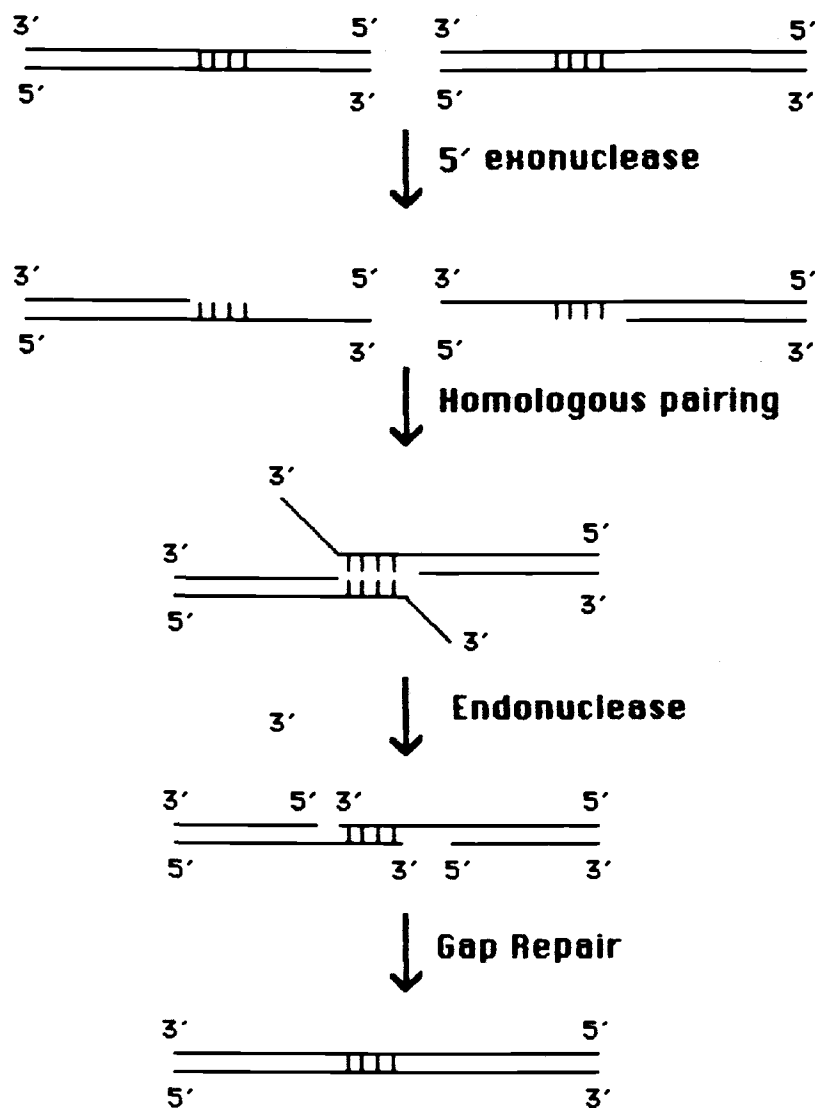 3′ 5′ 3′ 5′
5′ 3′ 5′ 3′
5′ exonuclease
3′ 5′ 3′ 5′
5′ 3′ 5′ 3′
Homologous pairing
3′
5′
3′
5′ 3′
3′
Endonuclease
3′
3′ 5′ 3′ 5′
5′ 3′ 5′ 3′
Gap Repair
3′ 5′
5′ 3′